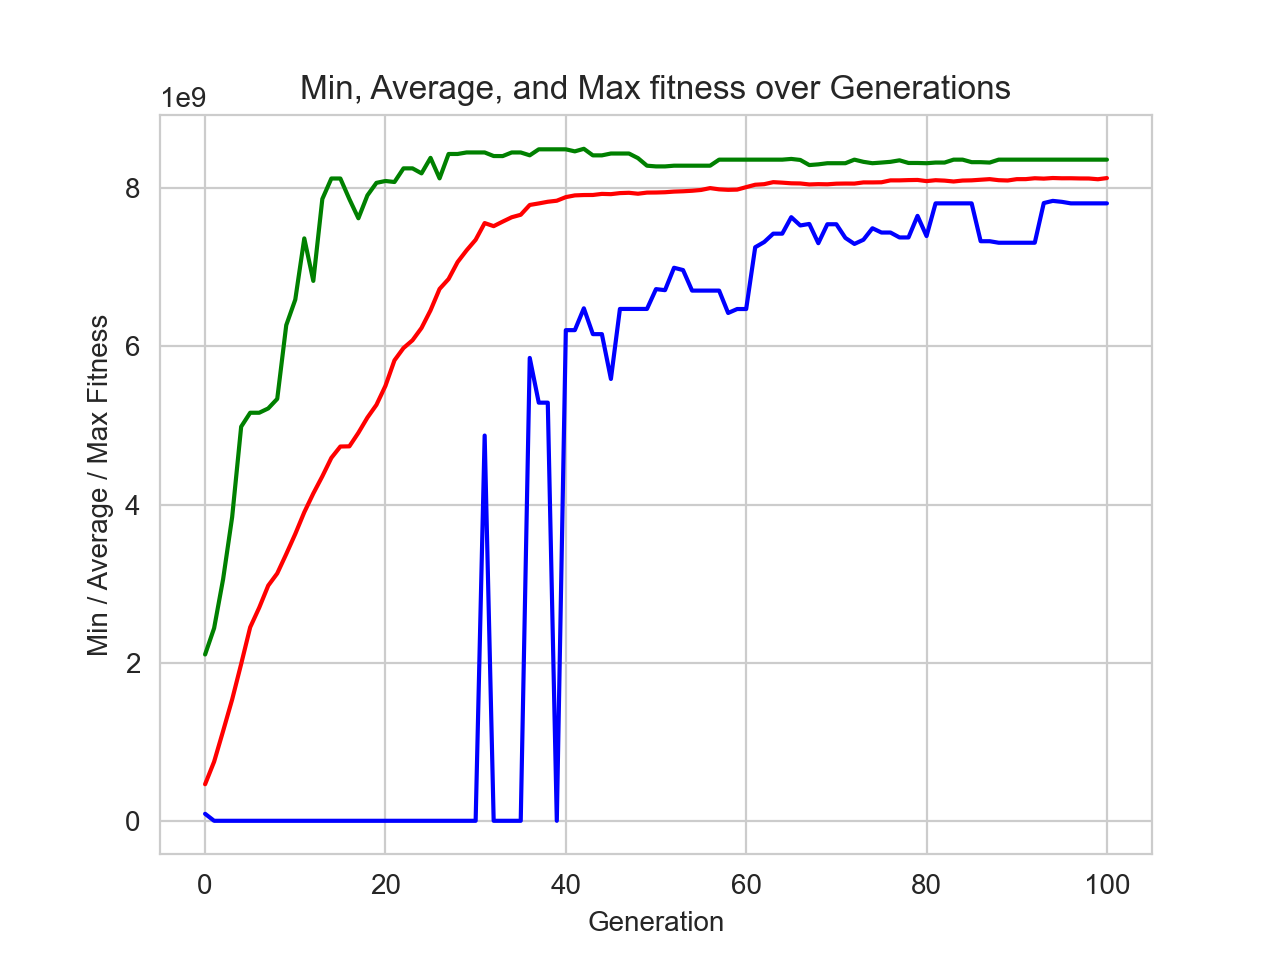 Min, Average, and Max fitness over Generations
1e9
8
6
4
2
0
Min / Average / Max Fitness
0 20 40 60 80 100
Generation